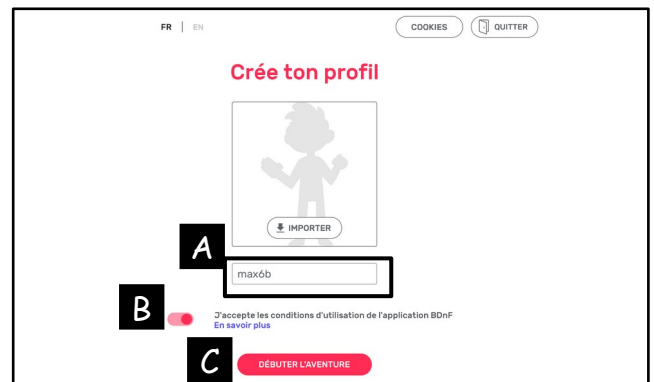 FR | EN
COOKIES
QUITTER
Crée ton profil
IMPORTER
A
max6b
B
J'accepte les conditions d'utilisation de l'application BDnF
En savoir plus
C
DÉBUTER L'AVENTURE